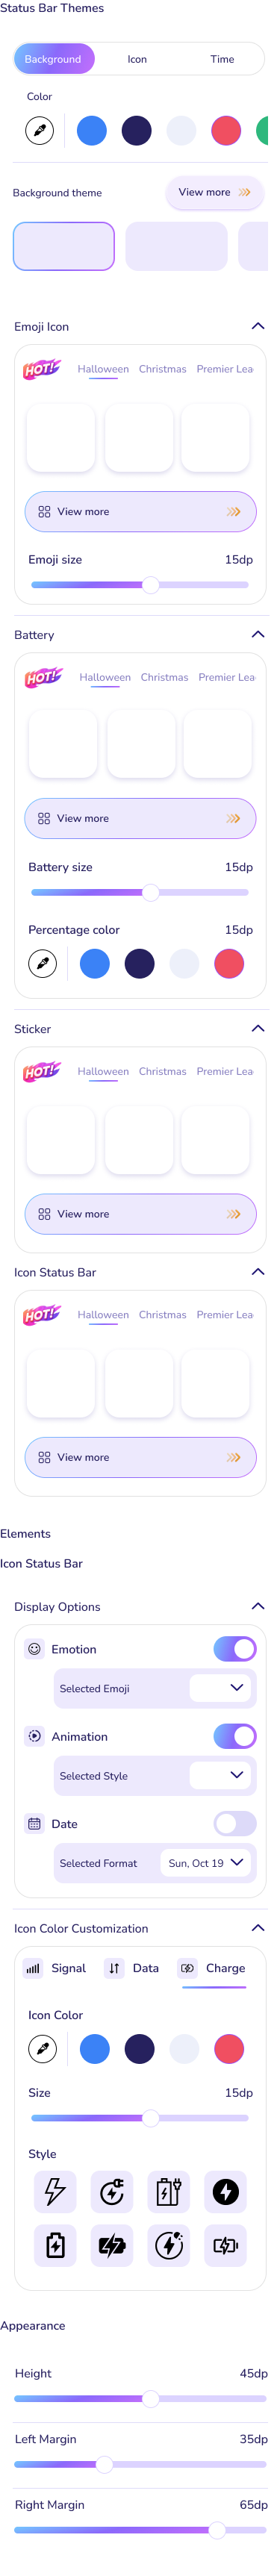 Status Bar Themes
Background Icon Time
Color
Background theme View more
Emoji Icon
HOT! Halloween Christmas Premier Lea
View more
Emoji size 15dp
Battery
HOT! Halloween Christmas Premier Lea
View more
Battery size 15dp
Percentage color 15dp
Sticker
HOT! Halloween Christmas Premier Lea
View more
Icon Status Bar
HOT! Halloween Christmas Premier Lea
View more
Elements
Icon Status Bar
Display Options
Emotion
Selected Emoji
Animation
Selected Style
Date
Selected Format Sun, Oct 19
Icon Color Customization
Signal Data Charge
Icon Color
Size 15dp
Style
Appearance
Height 45dp
Left Margin 35dp
Right Margin 65dp